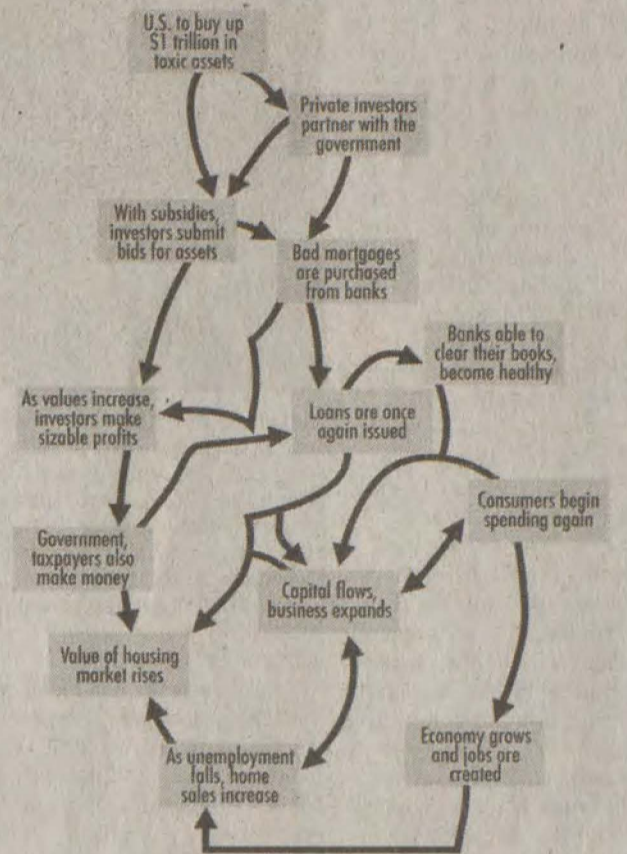 U.S. to buy up
$1 trillion in
toxic assets
Private investors
partner with the
government
With subsidies,
investors submit
bids for assets
Bad mortgages
are purchased
from banks
Banks able to
clear their books,
become healthy
As values increase,
investors make
sizable profits
Loans are once
again issued
Consumers begin
spending again
Government,
taxpayers also
make money
Capital flows,
business expands
Value of housing
market rises
Economy grows
and jobs are
created
As unemployment
falls, home
sales increase